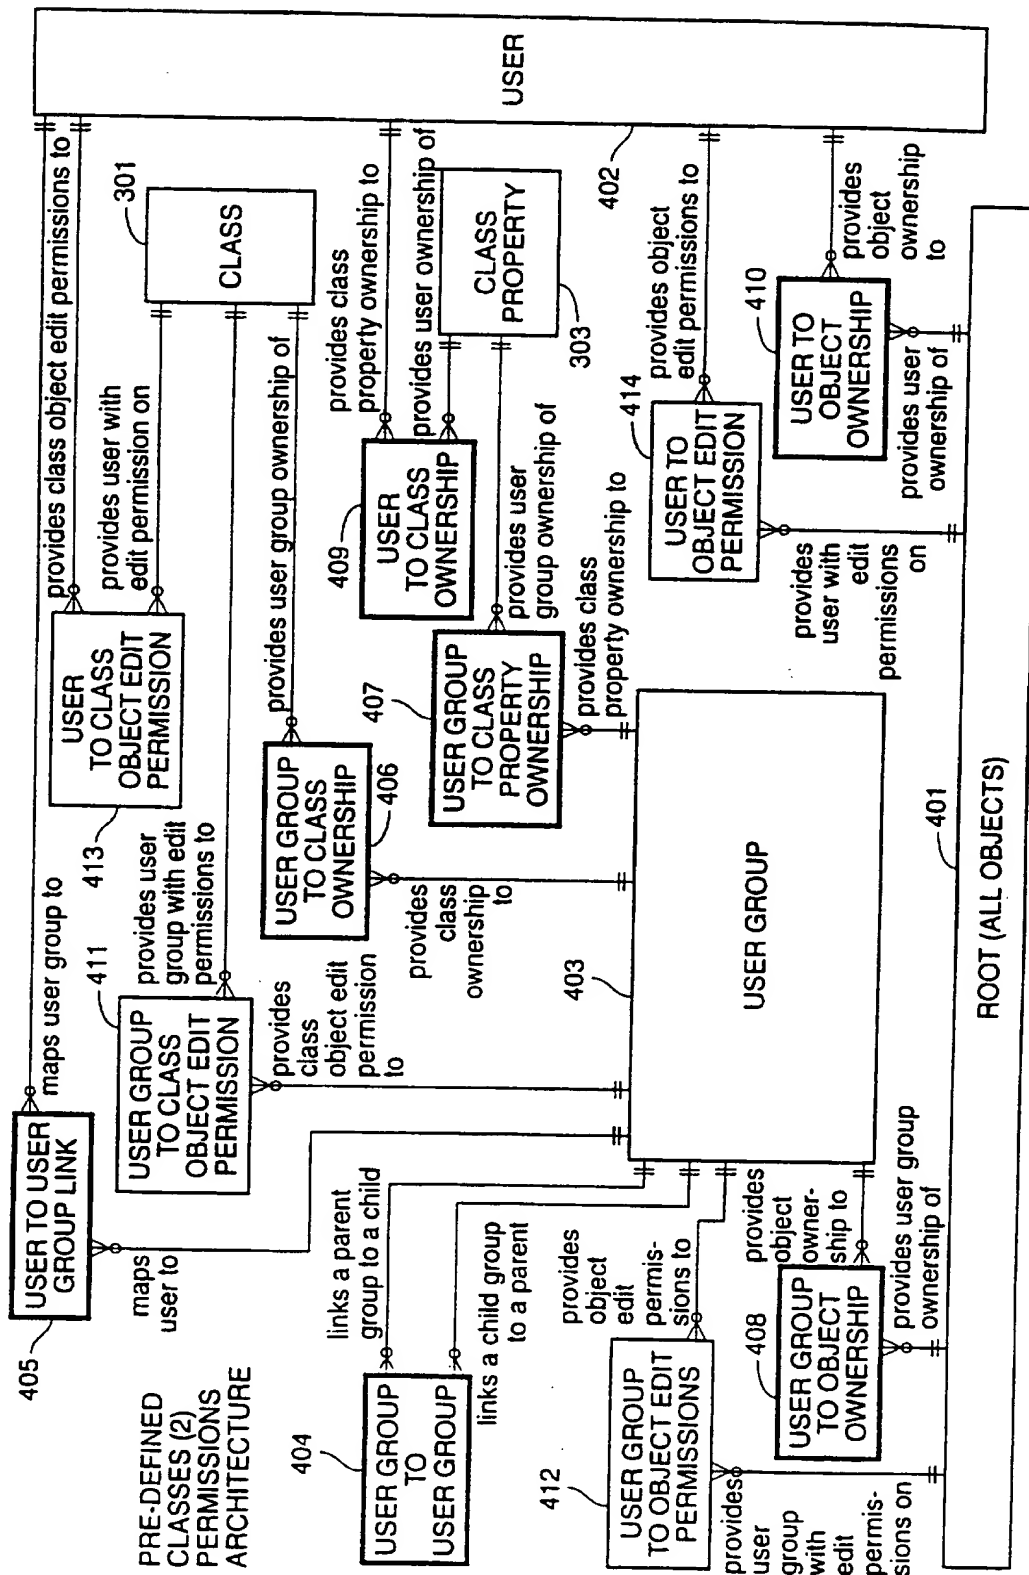 PRE-DEFINED
CLASSES (2)
PERMISSIONS
ARCHITECTURE
405
USER TO USER
GROUP LINK
maps user group to
maps
user to
411
USER GROUP
TO CLASS
OBJECT EDIT
PERMISSION
provides user
group with edit
permissions to
provides
class
object edit
permission
to
413
USER
TO CLASS
OBJECT EDIT
PERMISSION
provides class object edit permissions to
provides user with
edit permission on
301
CLASS
USER
402
provides user group ownership of
USER GROUP
TO CLASS
OWNERSHIP
406
provides
class
ownership
to
409
USER
TO CLASS
OWNERSHIP
provides class
property ownership to
provides user ownership of
CLASS
PROPERTY
303
407
USER GROUP
TO CLASS
PROPERTY
OWNERSHIP
provides user
group ownership of
provides class
property ownership to
404
USER GROUP
TO
USER GROUP
links a parent
group to a child
links a child group
to a parent
403
USER GROUP
412
USER GROUP
TO OBJECT EDIT
PERMISSIONS
provides
object
edit
permis-
sions to
provides
user
group
with
edit
permis-
sions on
408
USER GROUP
TO OBJECT
OWNERSHIP
provides
object
owner-
ship to
provides user group
ownership of
414
USER TO
OBJECT EDIT
PERMISSION
provides object
edit permissions to
provides
user with
edit
permissions
on
410
USER TO
OBJECT
OWNERSHIP
provides
object
ownership
to
provides user
ownership of
401
ROOT (ALL OBJECTS)